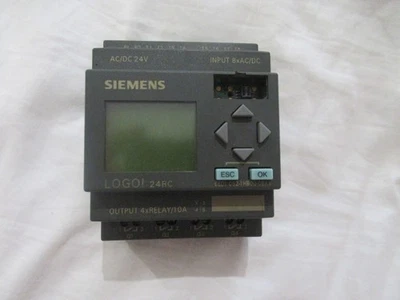 AC/DC 24V
INPUT 8xAC/DC
SIEMENS
ESC OK
LOGO! 24RC
OUTPUT 4xRELAY/10A